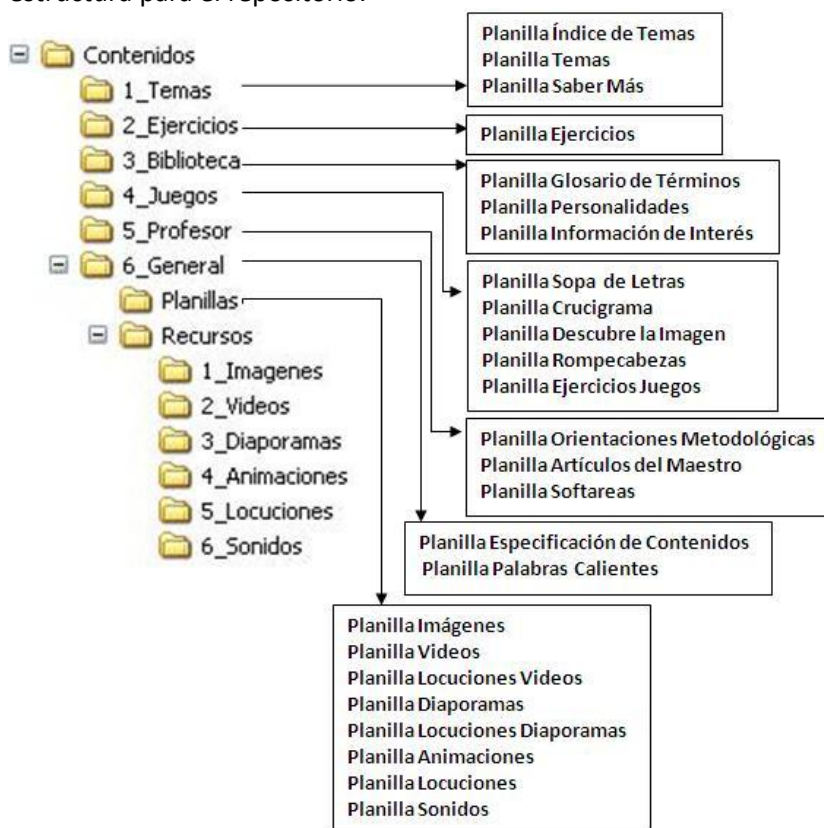 estructura para el repositorio:
Contenidos
1_Temas
2_Ejercicios
3_Biblioteca
4_Juegos
5_Profesor
6_General
Planillas
Recursos
1_Imagenes
2_Videos
3_Diaporamas
4_Animaciones
5_Locuciones
6_Sonidos
Planilla Índice de Temas
Planilla Temas
Planilla Saber Más
Planilla Ejercicios
Planilla Glosario de Términos
Planilla Personalidades
Planilla Información de Interés
Planilla Sopa de Letras
Planilla Crucigrama
Planilla Descubre la Imagen
Planilla Rompecabezas
Planilla Ejercicios Juegos
Planilla Orientaciones Metodológicas
Planilla Artículos del Maestro
Planilla Softareas
Planilla Especificación de Contenidos
Planilla Palabras Calientes
Planilla Imágenes
Planilla Videos
Planilla Locuciones Videos
Planilla Diaporamas
Planilla Locuciones Diaporamas
Planilla Animaciones
Planilla Locuciones
Planilla Sonidos